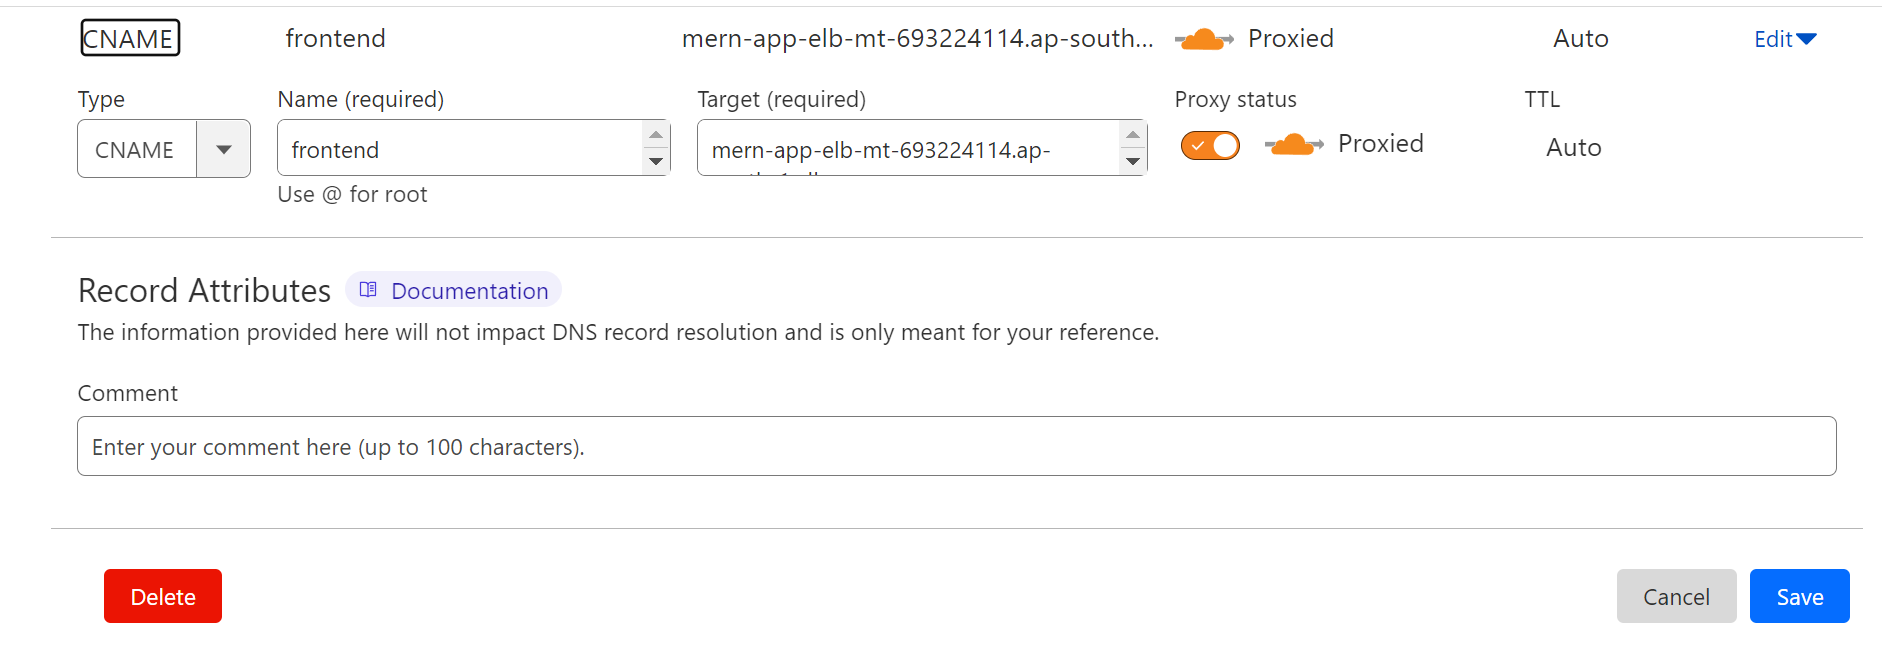 CNAME frontend mern-app-elb-mt-693224114.ap-south... Proxied Auto Edit
Type Name (required) Target (required) Proxy status TTL
CNAME frontend mern-app-elb-mt-693224114.ap- Proxied Auto
Use @ for root
Record Attributes Documentation
The information provided here will not impact DNS record resolution and is only meant for your reference.
Comment
Enter your comment here (up to 100 characters).
Delete Cancel Save